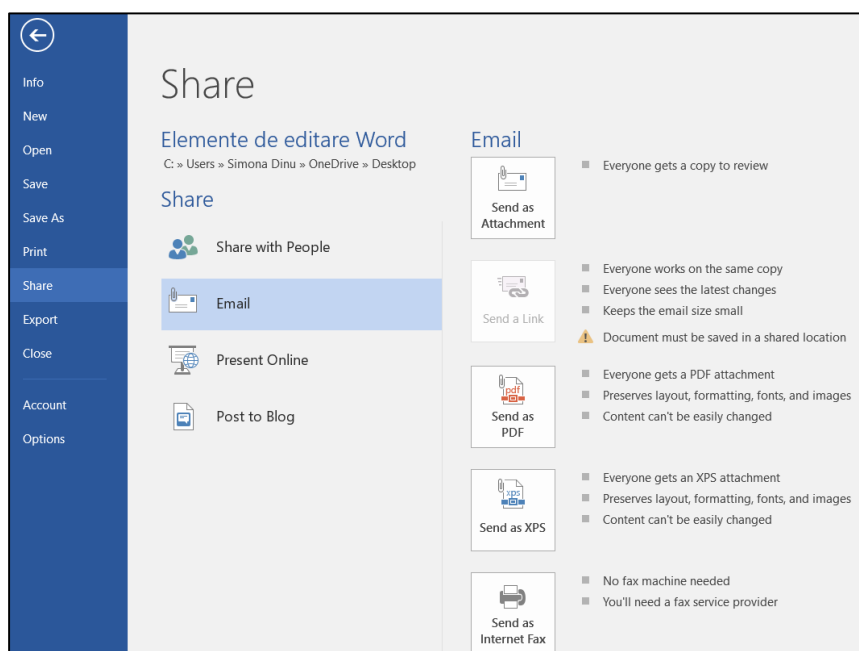 Info
New
Open
Save
Save As
Print
Share
Export
Close
Account
Options
Share
Elemente de editare Word
C: » Users » Simona Dinu » OneDrive » Desktop
Share
Share with People
Email
Present Online
Post to Blog
Email
Send as
Attachment
Everyone gets a copy to review
Send a Link
Everyone works on the same copy
Everyone sees the latest changes
Keeps the email size small
Document must be saved in a shared location
pdf
Send as
PDF
Everyone gets a PDF attachment
Preserves layout, formatting, fonts, and images
Content can't be easily changed
xps
Send as XPS
Everyone gets an XPS attachment
Preserves layout, formatting, fonts, and images
Content can't be easily changed
Send as
Internet Fax
No fax machine needed
You'll need a fax service provider